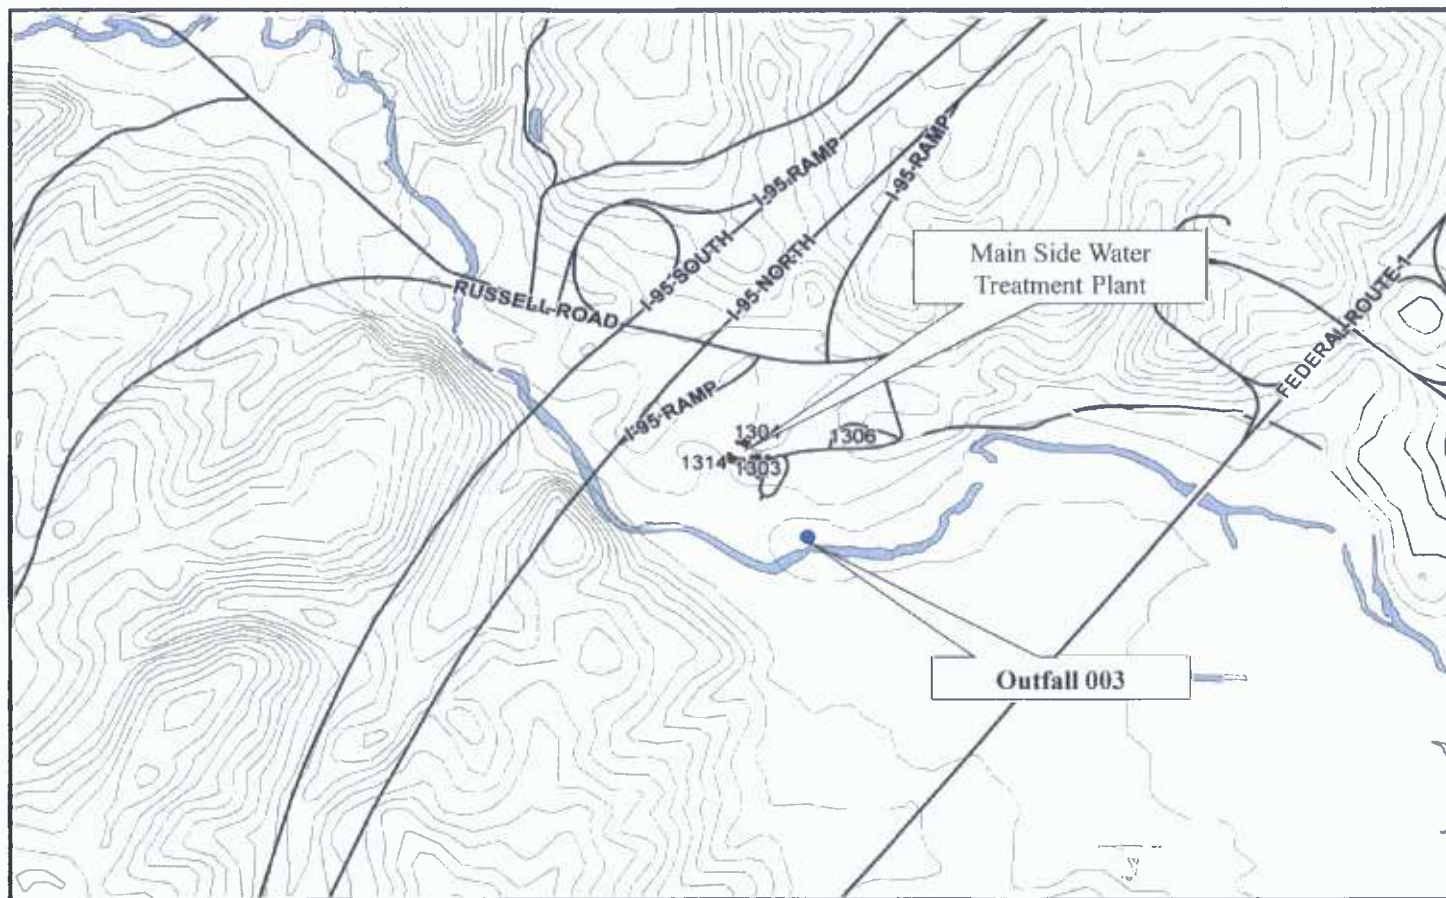 I-95-RAMP
I-95-RAMP
I-95-SOUTH
I-95-NORTH
Main Side Water
Treatment Plant
RUSSELL-ROAD
FEDERAL-ROUTE-1
I-95-RAMP
1304
1306
1314
1303
Outfall 003